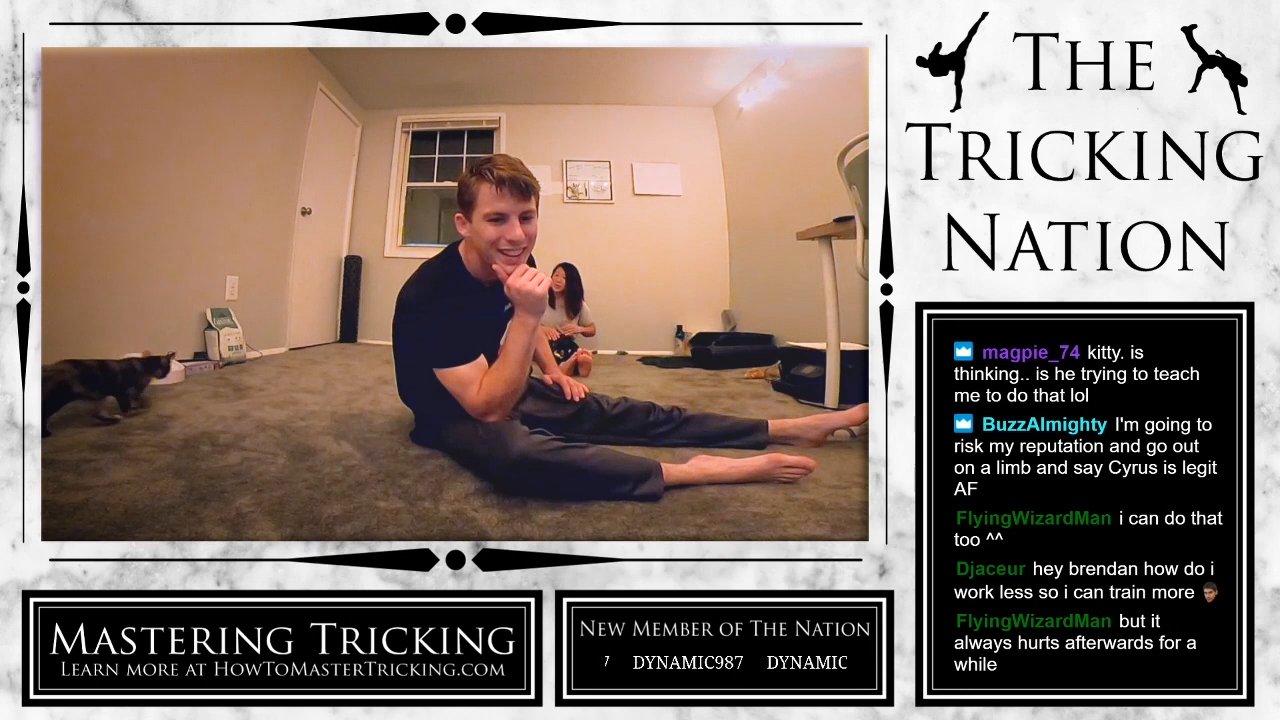 The
Tricking
Nation
magpie_74 kitty. is
thinking.. is he trying to teach
me to do that lol
BuzzAlmighty I'm going to
risk my reputation and go out
on a limb and say Cyrus is legit
AF
FlyingWizardMan i can do that
too ^^
Djaceur hey brendan how do i
work less so i can train more
FlyingWizardMan but it
always hurts afterwards for a
while
Mastering Tricking
Learn more at HowToMasterTricking.com
New Member of The Nation
7 DYNAMIC987 DYNAMIC